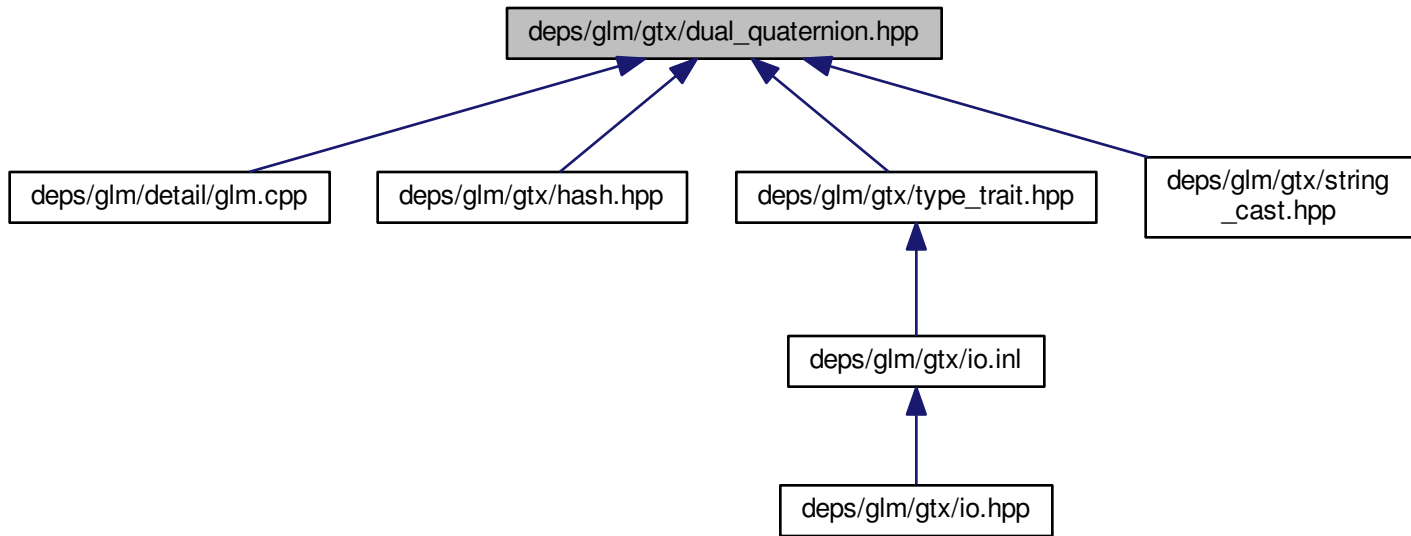 deps/glm/gtx/dual_quaternion.hpp
deps/glm/detail/glm.cpp
deps/glm/gtx/hash.hpp
deps/glm/gtx/type_trait.hpp
deps/glm/gtx/string
_cast.hpp
deps/glm/gtx/io.inl
deps/glm/gtx/io.hpp